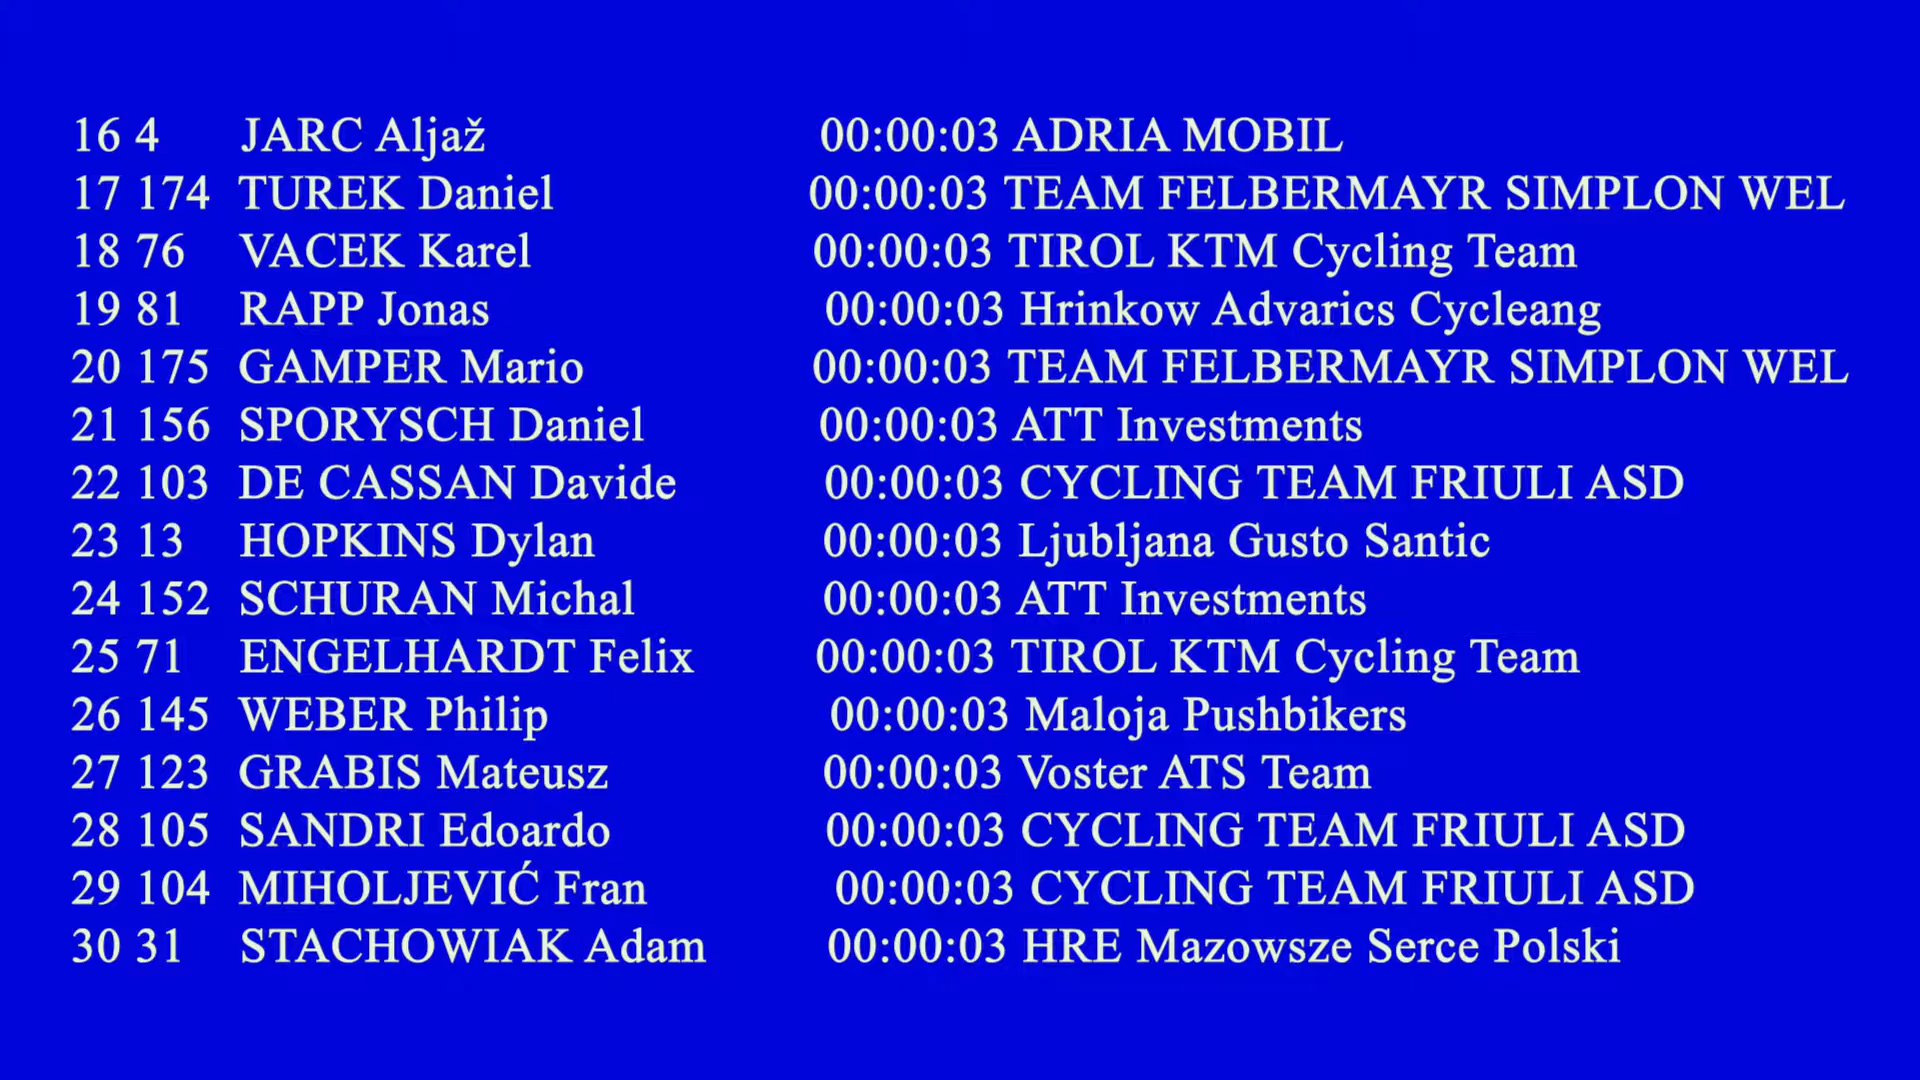 16 4 JARC Aljaž 00:00:03 ADRIA MOBIL
17 174 TUREK Daniel 00:00:03 TEAM FELBERMAYR SIMPLON WEL
18 76 VACEK Karel 00:00:03 TIROL KTM Cycling Team
19 81 RAPP Jonas 00:00:03 Hrinkow Advarics Cycleang
20 175 GAMPER Mario 00:00:03 TEAM FELBERMAYR SIMPLON WEL
21 156 SPORYSCH Daniel 00:00:03 ATT Investments
22 103 DE CASSAN Davide 00:00:03 CYCLING TEAM FRIULI ASD
23 13 HOPKINS Dylan 00:00:03 Ljubljana Gusto Santic
24 152 SCHURAN Michal 00:00:03 ATT Investments
25 71 ENGELHARDT Felix 00:00:03 TIROL KTM Cycling Team
26 145 WEBER Philip 00:00:03 Maloja Pushbikers
27 123 GRABIS Mateusz 00:00:03 Voster ATS Team
28 105 SANDRI Edoardo 00:00:03 CYCLING TEAM FRIULI ASD
29 104 MIHOLJEVIĆ Fran 00:00:03 CYCLING TEAM FRIULI ASD
30 31 STACHOWIAK Adam 00:00:03 HRE Mazowsze Serce Polski